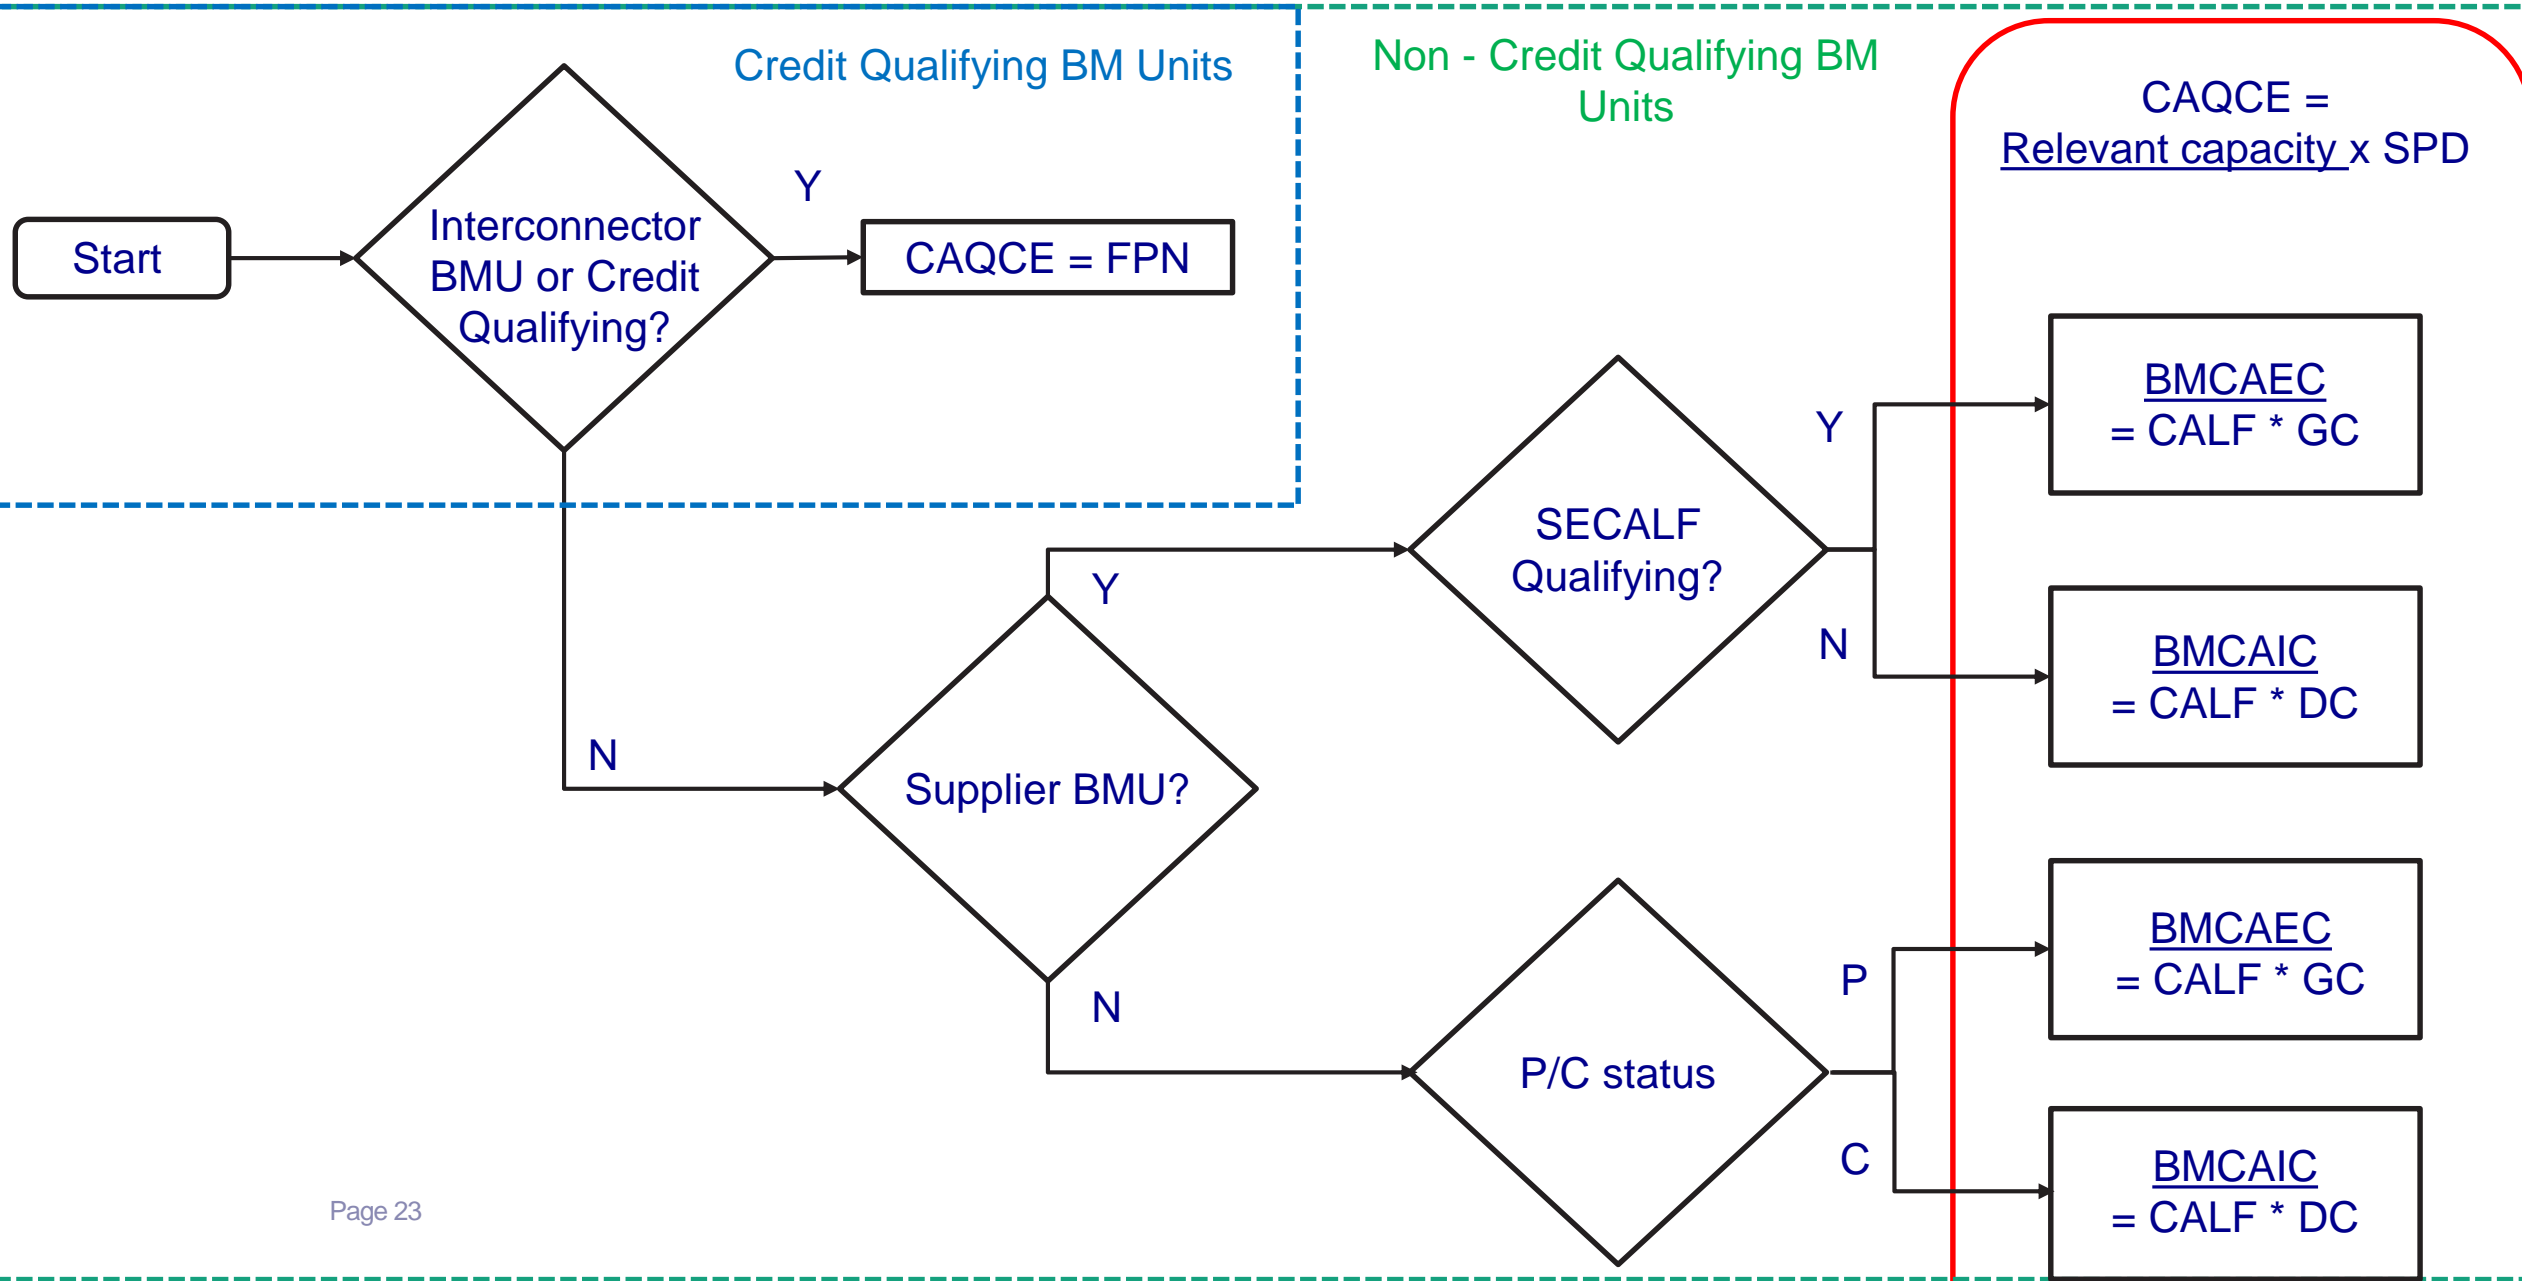 Credit Qualifying BM Units
Non - Credit Qualifying BM
Units
CAQCE =
Relevant capacity x SPD
Start
Interconnector
BMU or Credit
Qualifying?
Y
CAQCE = FPN
N
Supplier BMU?
Y
SECALF
Qualifying?
Y
BMCAEC
= CALF * GC
N
BMCAIC
= CALF * DC
N
P/C status
P
BMCAEC
= CALF * GC
C
BMCAIC
= CALF * DC
Page 23